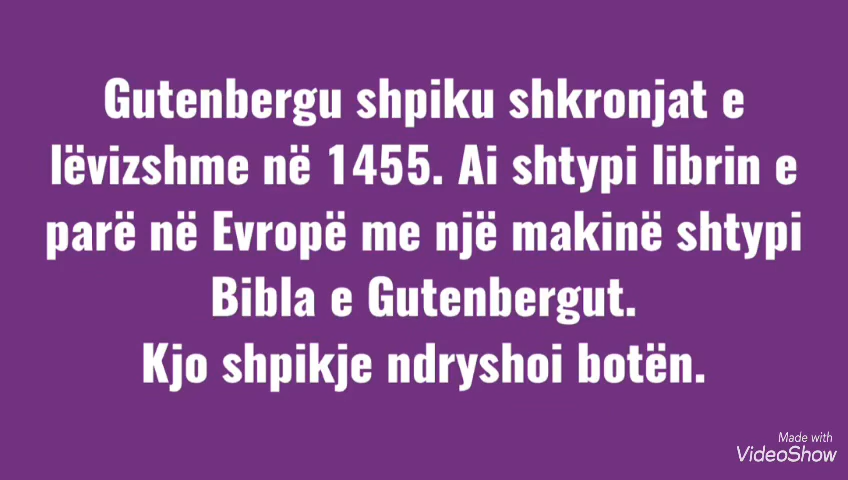 Gutenbergu shpiku shkronjat e
lëvizshme në 1455. Ai shtypi librin e
parë në Evropë me një makinë shtypi
Bibla e Gutenbergut.
Kjo shpikje ndryshoi botën.
Made with
VideoShow